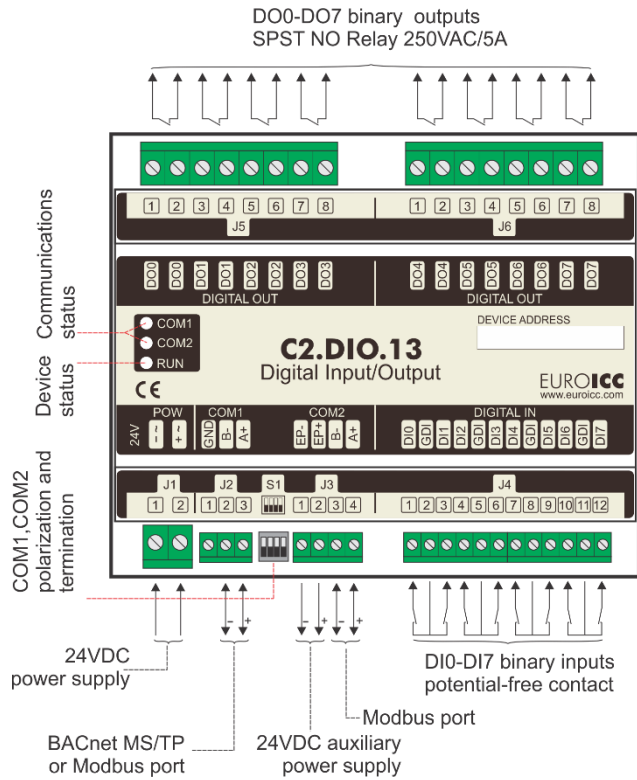 DO0-DO7 binary outputs
SPST NO Relay 250VAC/5A
1 2 3 4 5 6 7 8
J5
1 2 3 4 5 6 7 8
J6
DO0 DO0 DO1 DO1 DO2 DO2 DO3 DO3
DIGITAL OUT
DO4 DO4 DO5 DO5 DO6 DO6 DO7 DO7
DIGITAL OUT
Communications
status
Device
status
COM1
COM2
RUN
CE
C2.DIO.13
Digital Input/Output
DEVICE ADDRESS
EUROICC
www.euroicc.com
24V
POW
- ~ + ~
COM1
GND B- A+
COM2
EP- EP+ B- A+
DIGITAL IN
DI0 GDI DI1 DI2 GDI DI3 DI4 GDI DI5 DI6 GDI DI7
COM1,COM2
polarization and
termination
J1
1 2
J2
1 2 3
S1
J3
1 2 3 4
J4
1 2 3 4 5 6 7 8 9 10 11 12
- +
- + - +
24VDC
power supply
BACnet MS/TP
or Modbus port
24VDC auxiliary
power supply
Modbus port
DI0-DI7 binary inputs
potential-free contact